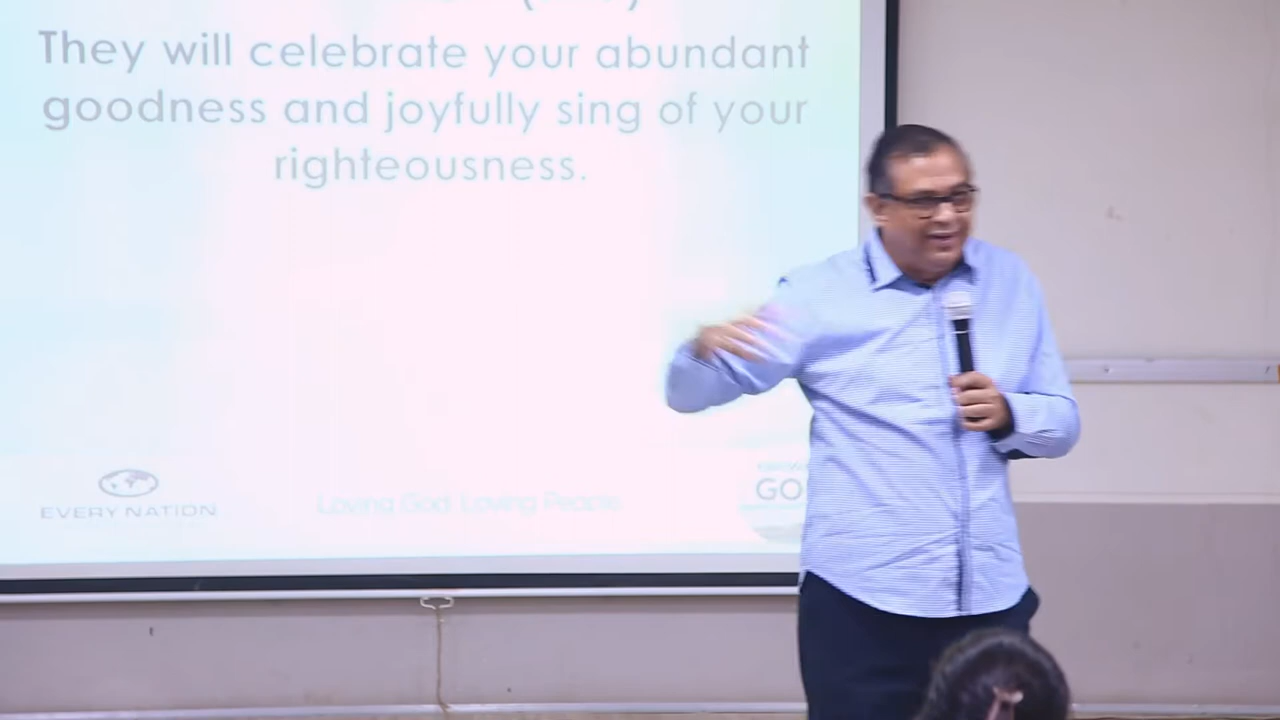 They will celebrate your abundant
goodness and joyfully sing of your
righteousness.
EVERY NATION
Loving God. Loving People.
GO